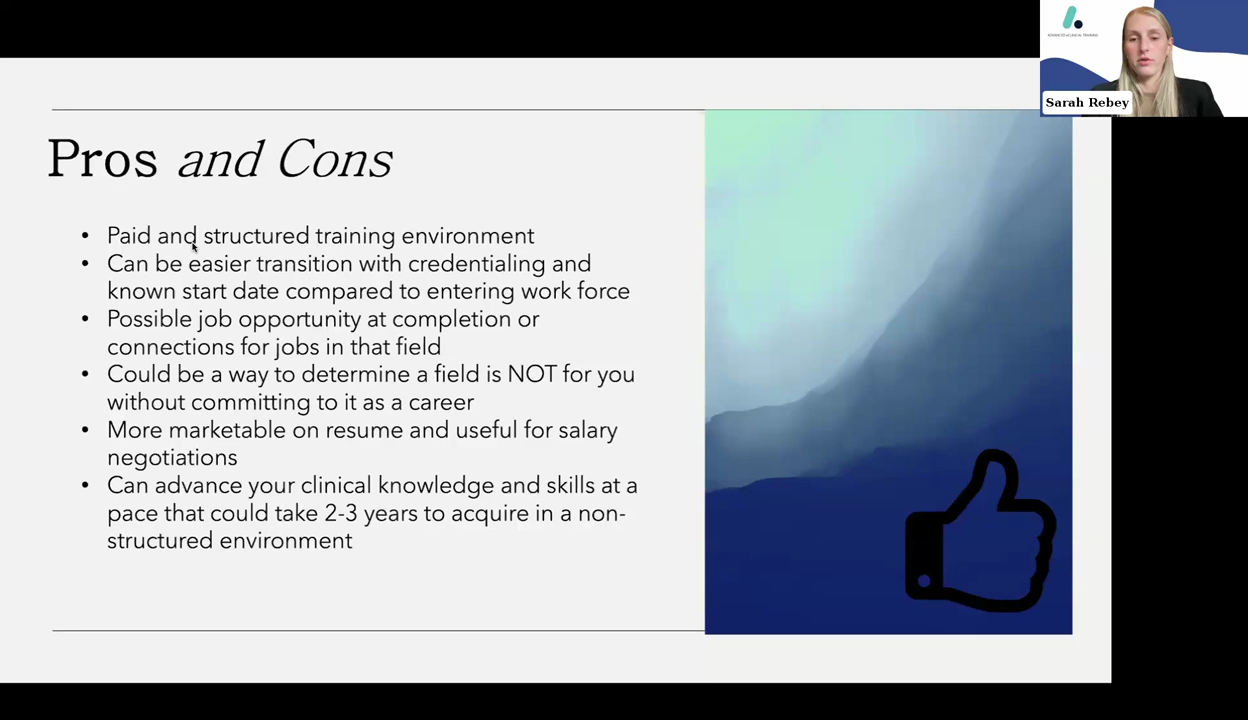 ADVANCED CLINICAL TRAINING
Sarah Rebey
Pros and Cons
• Paid and structured training environment
• Can be easier transition with credentialing and
known start date compared to entering work force
• Possible job opportunity at completion or
connections for jobs in that field
• Could be a way to determine a field is NOT for you
without committing to it as a career
• More marketable on resume and useful for salary
negotiations
• Can advance your clinical knowledge and skills at a
pace that could take 2-3 years to acquire in a non-
structured environment